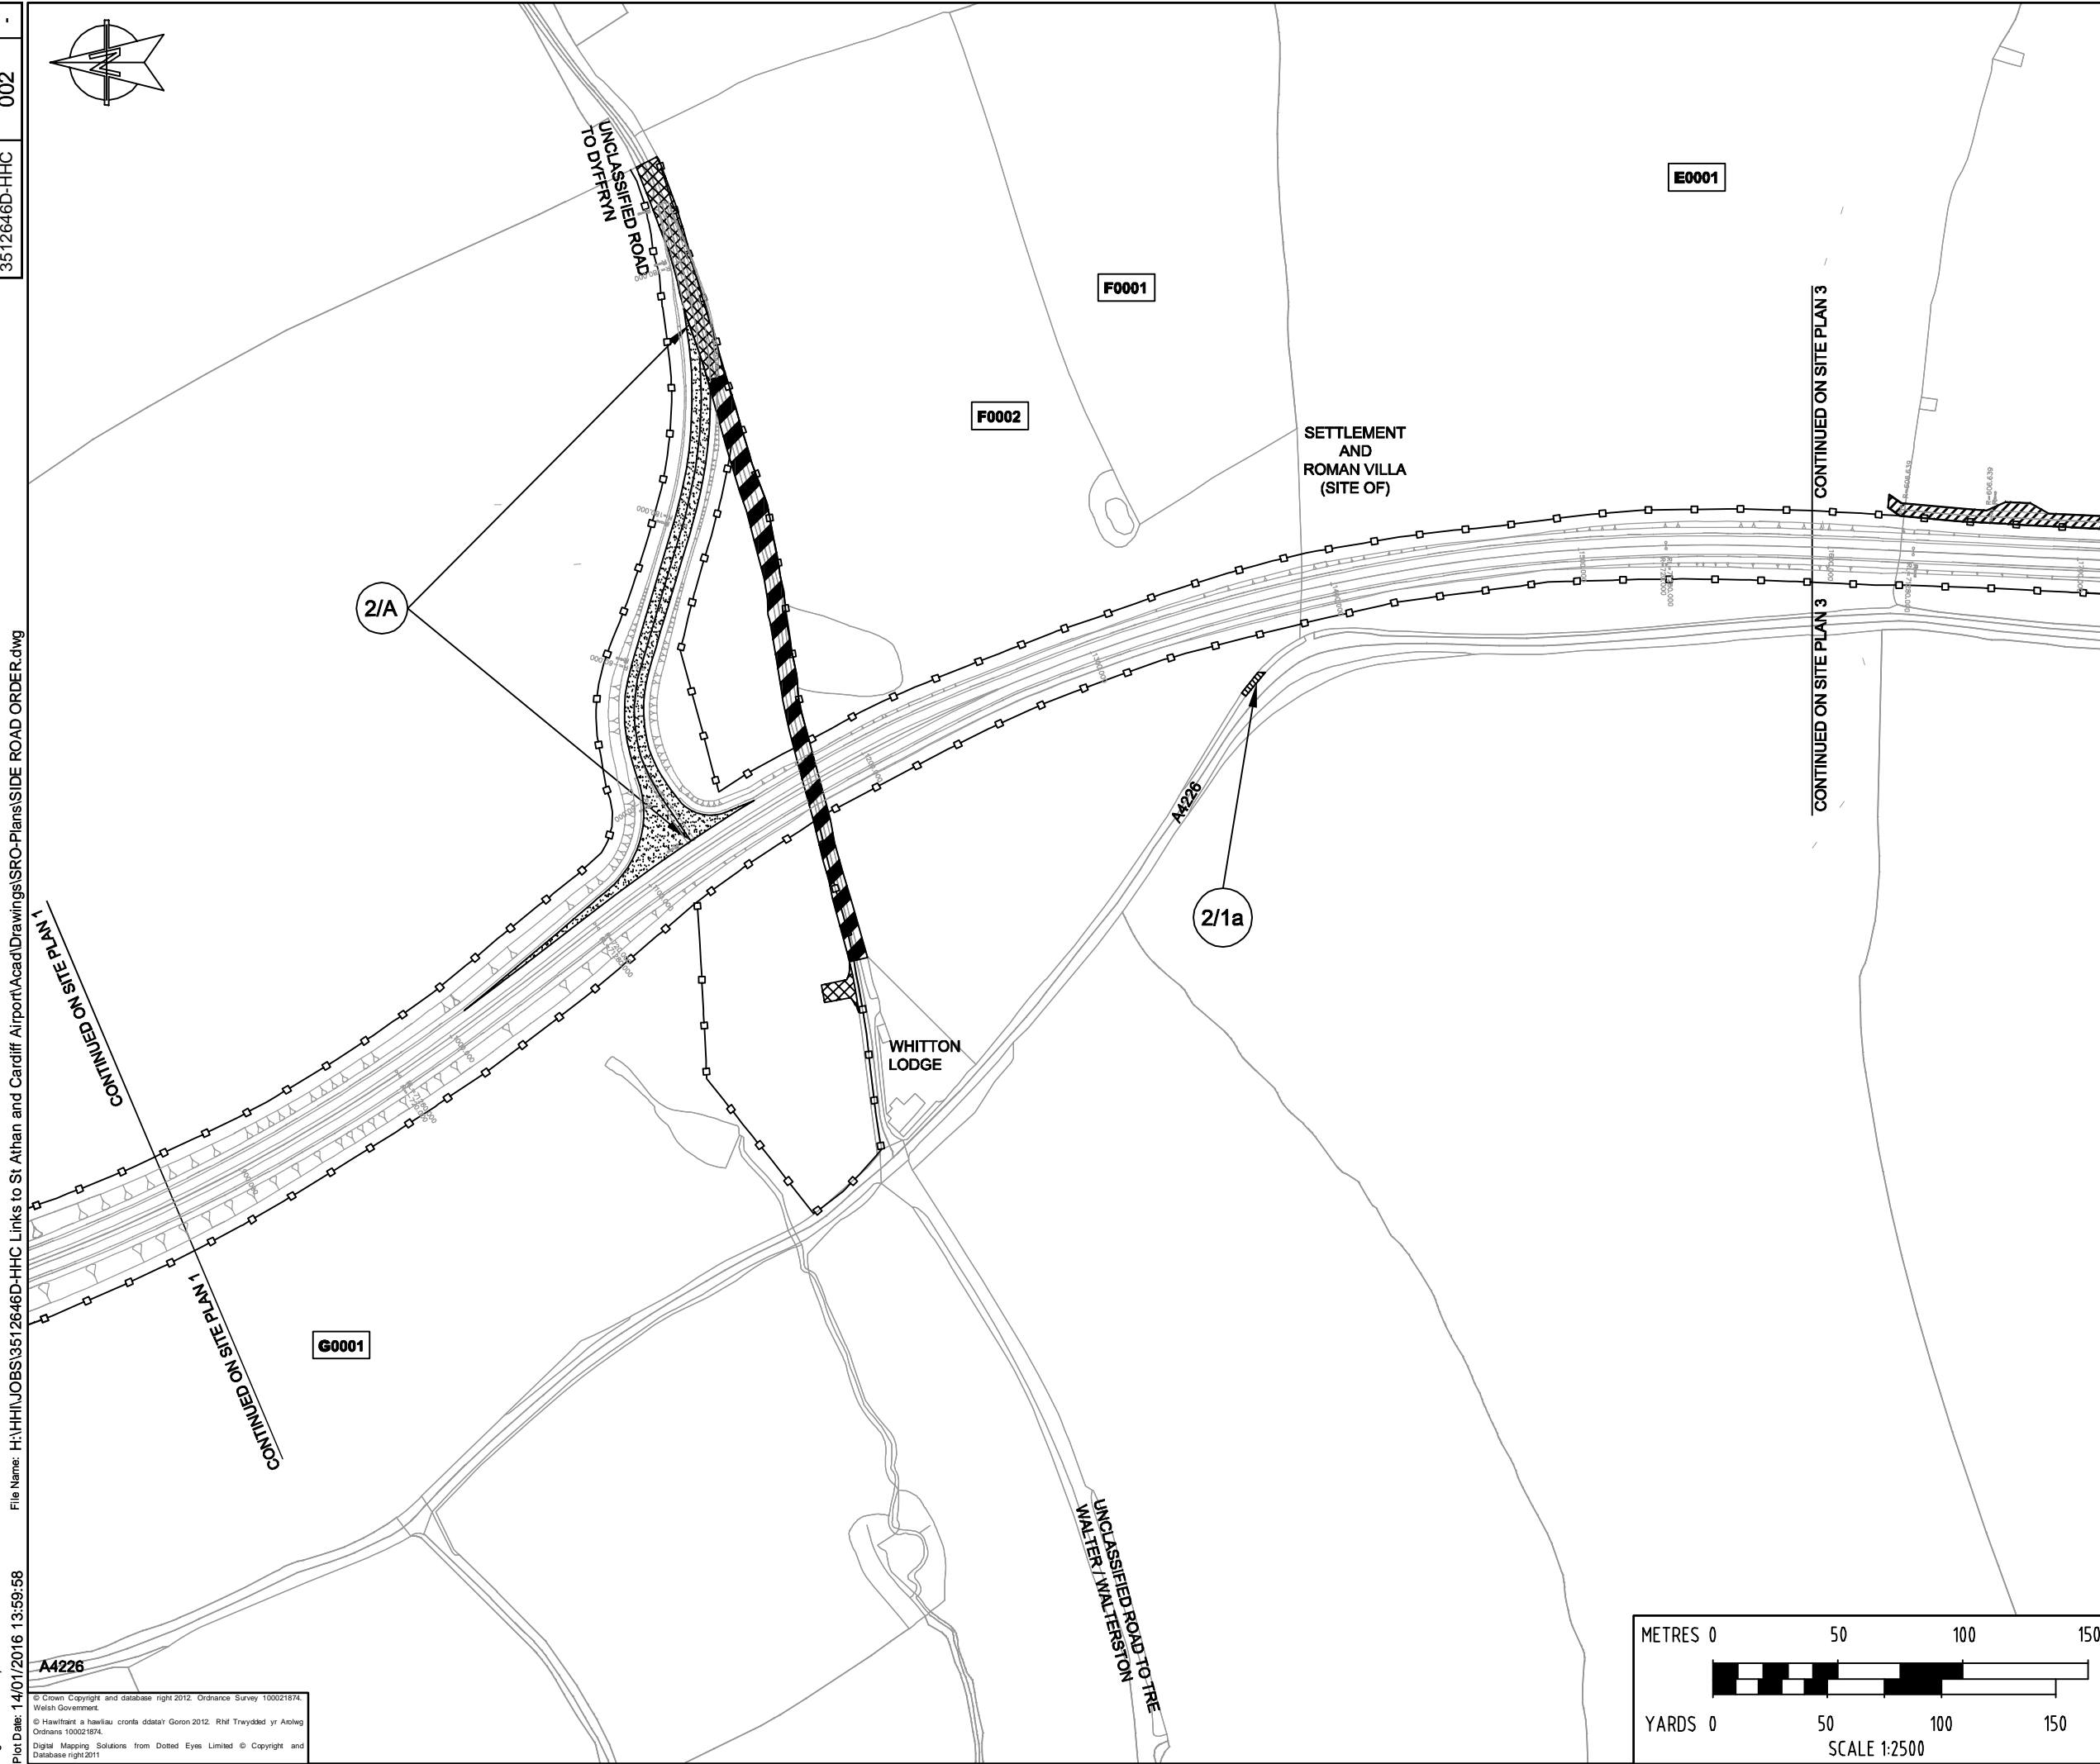 -
002
3512646D-HHC
File Name: H:\HHI\JOBS\3512646D-HHC Links to St Athan and Cardiff Airport\Acad\Drawings\SRO-Plans\SIDE ROAD ORDER.dwg
Plot Date: 14/01/2016 13:59:58
N
UNCLASSIFIED ROAD
TO DYFFRYN
E0001
F0001
F0002
SETTLEMENT
AND
ROMAN VILLA
(SITE OF)
CONTINUED ON SITE PLAN 3
CONTINUED ON SITE PLAN 3
2/A
2/1a
A4226
CONTINUED ON SITE PLAN 1
CONTINUED ON SITE PLAN 1
WHITTON
LODGE
G0001
UNCLASSIFIED ROAD TO TRE
WALTER / WALTERSTON
A4226
© Crown Copyright and database right 2012. Ordnance Survey 100021874.
Welsh Government.
© Hawlfraint a hawliau cronfa ddata'r Goron 2012. Rhif Trwydded yr Arolwg
Ordnans 100021874.
Digital Mapping Solutions from Dotted Eyes Limited © Copyright and
Database right 2011
METRES 0 50 100 150
YARDS 0 50 100 150
SCALE 1:2500